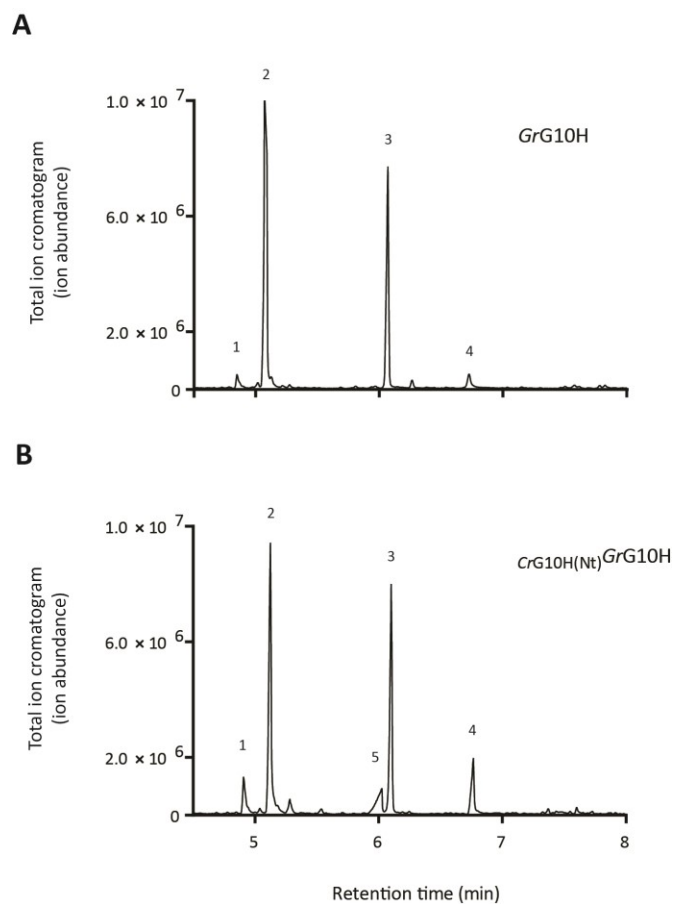 A
2
1.0 × 10 7
3
GrG10H
6.0 × 10 6
Total ion cromatogram
(ion abundance)
2.0 × 10 6
1
4
0
B
2
1.0 × 10 7
3
CrG10H(Nt)GrG10H
6.0 × 10 6
Total ion cromatogram
(ion abundance)
1
5
4
2.0 × 10 6
0
5 6 7 8
Retention time (min)